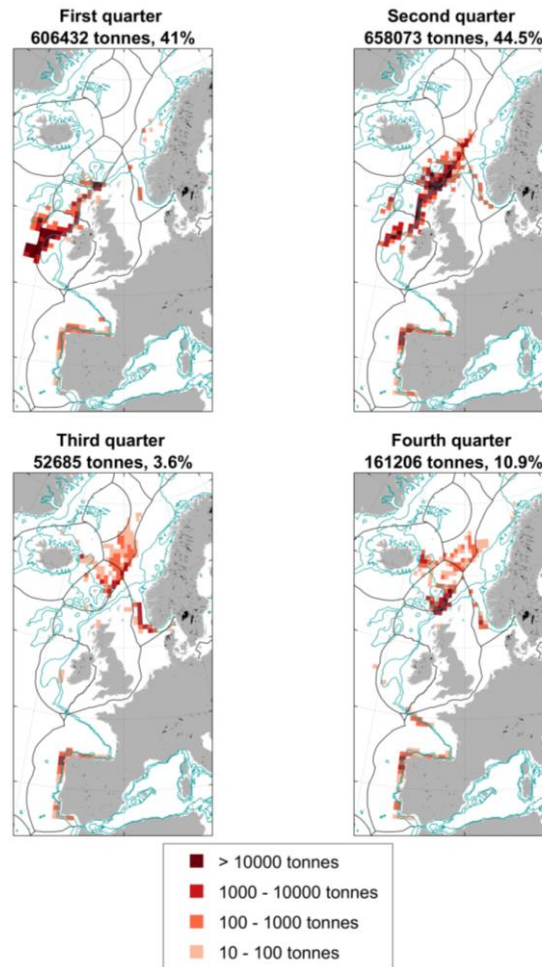 First quarter
606432 tonnes, 41%
Second quarter
658073 tonnes, 44.5%
Third quarter
52685 tonnes, 3.6%
Fourth quarter
161206 tonnes, 10.9%
> 10000 tonnes
1000 - 10000 tonnes
100 - 1000 tonnes
10 - 100 tonnes